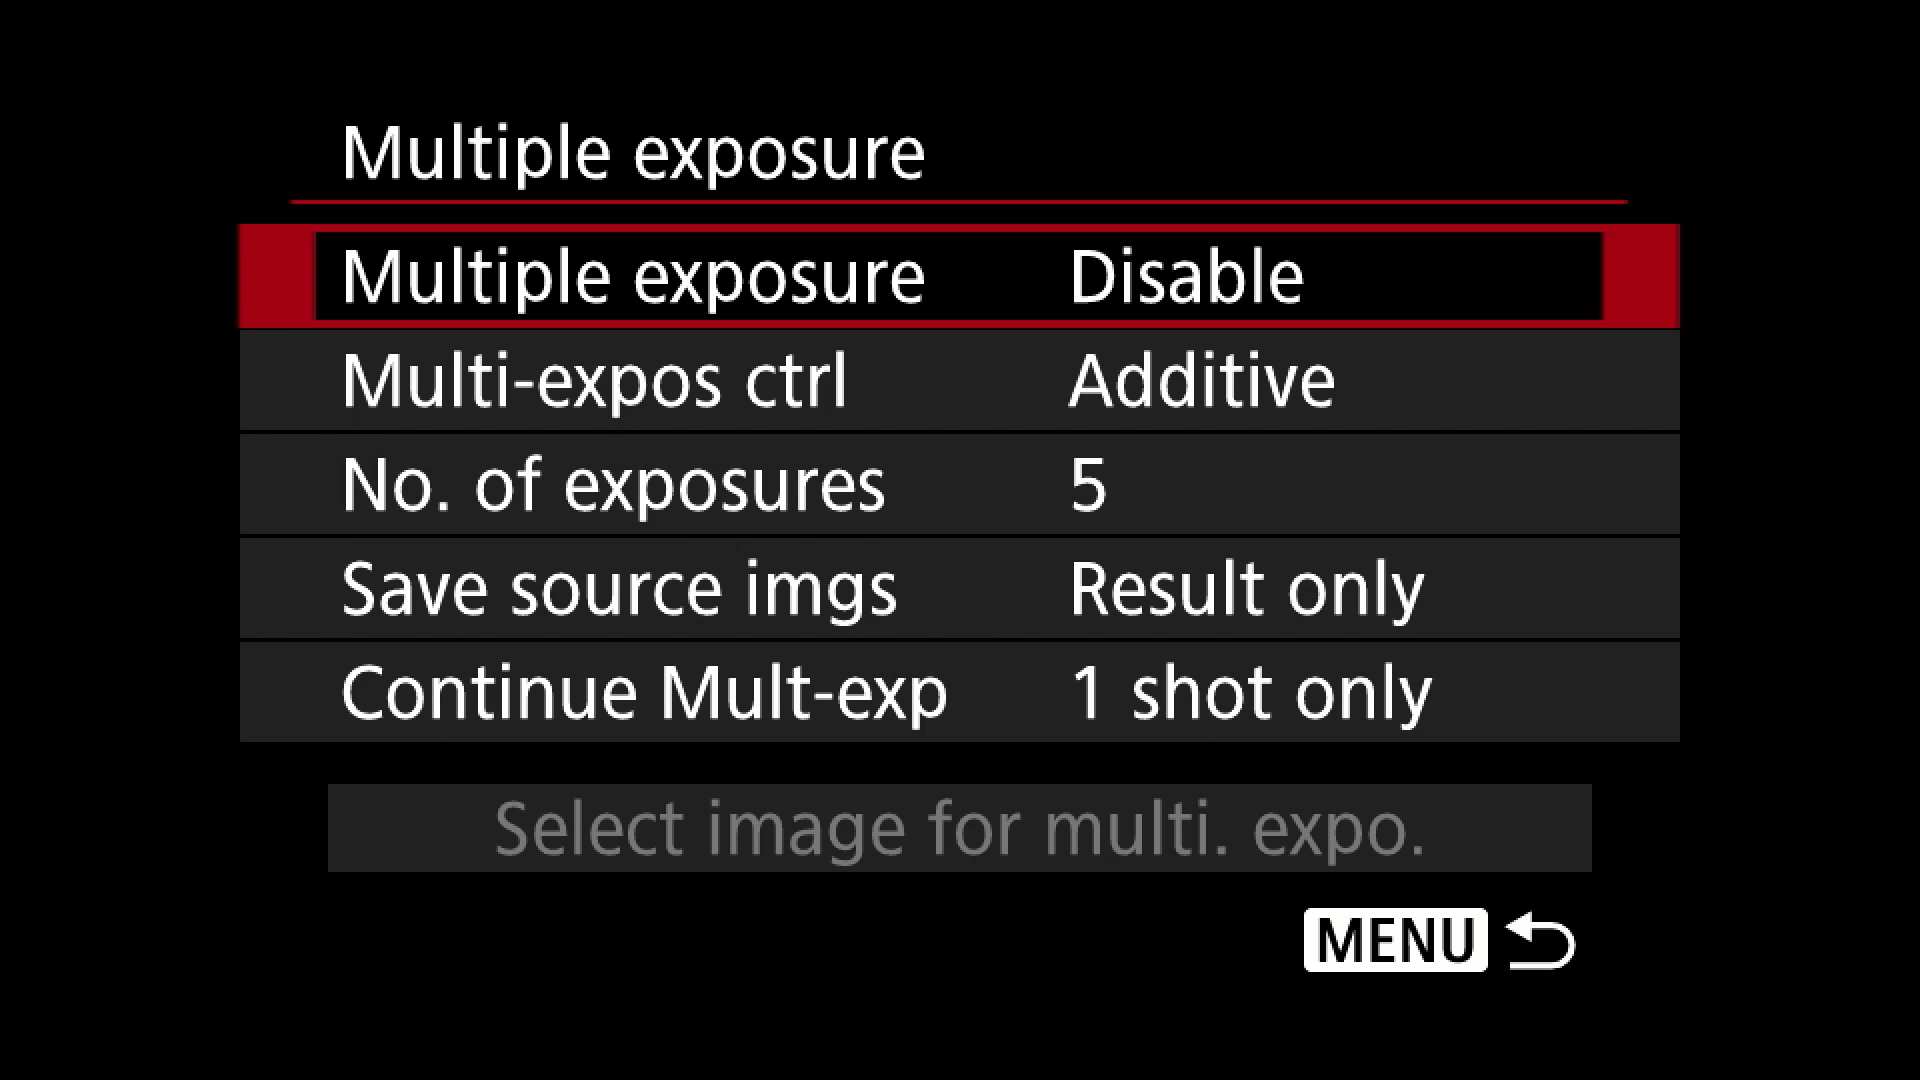 Multiple exposure
Multiple exposure Disable
Multi-expos ctrl Additive
No. of exposures 5
Save source imgs Result only
Continue Mult-exp 1 shot only
Select image for multi. expo.
MENU